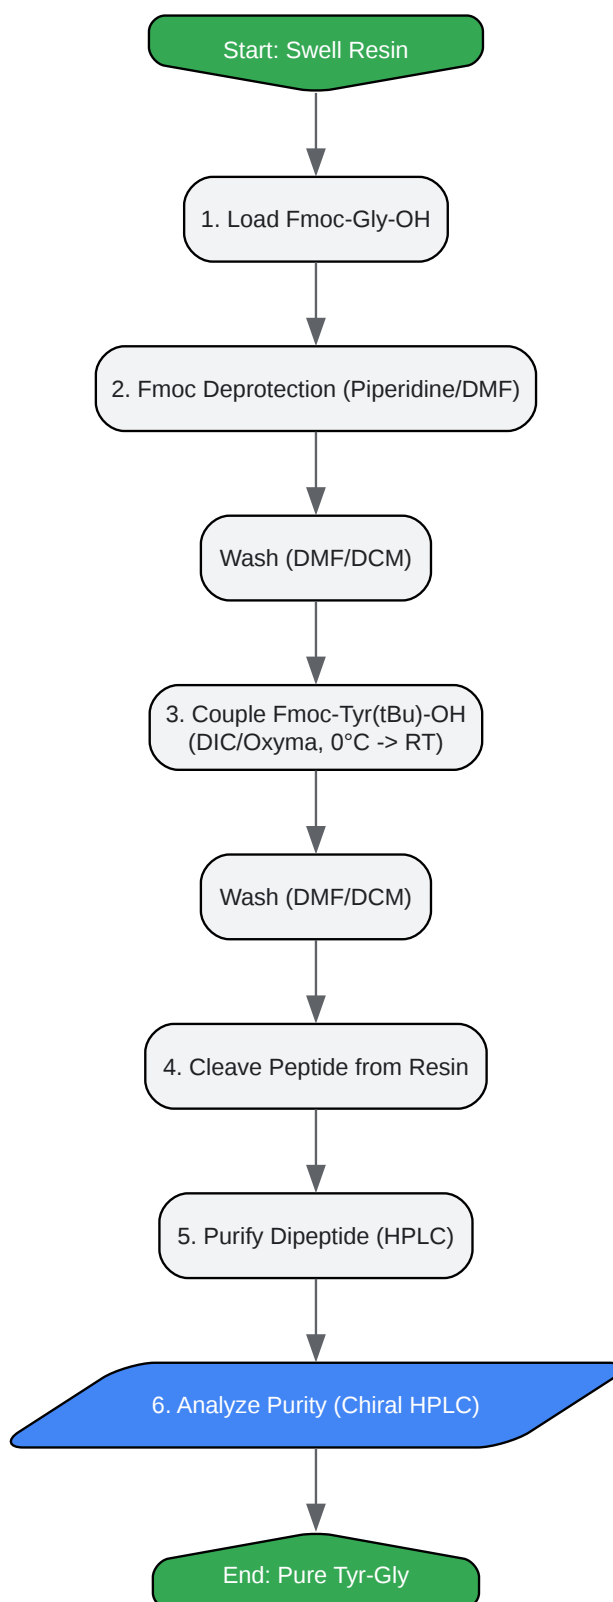 Start: Swell Resin
1. Load Fmoc-Gly-OH
2. Fmoc Deprotection (Piperidine/DMF)
Wash (DMF/DCM)
3. Couple Fmoc-Tyr(tBu)-OH
(DIC/Oxyma, 0°C -> RT)
Wash (DMF/DCM)
4. Cleave Peptide from Resin
5. Purify Dipeptide (HPLC)
6. Analyze Purity (Chiral HPLC)
End: Pure Tyr-Gly